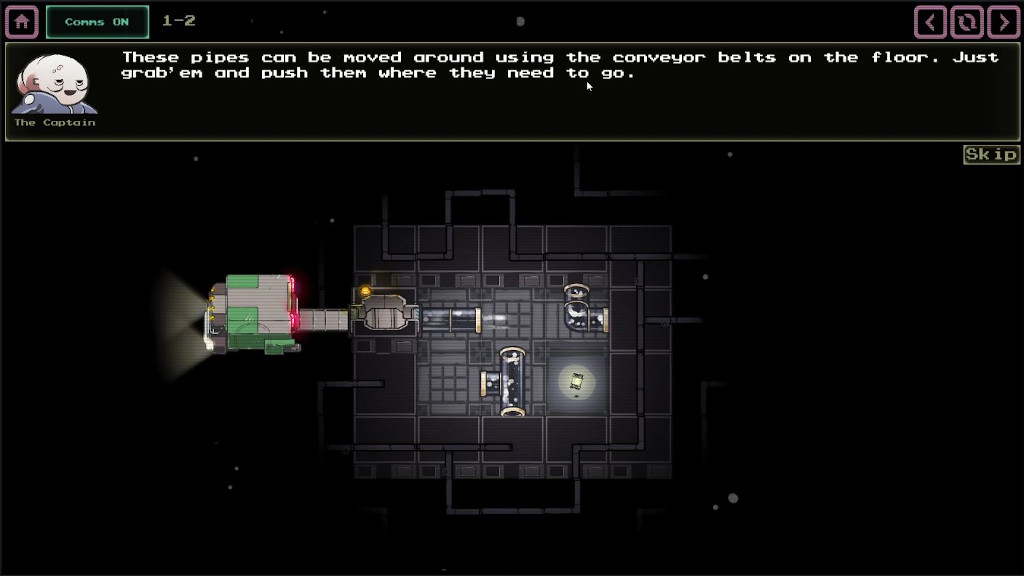 Comms ON
1-2
These pipes can be moved around using the conveyor belts on the floor. Just
grab'em and push them where they need to go.
The Captain
Skip